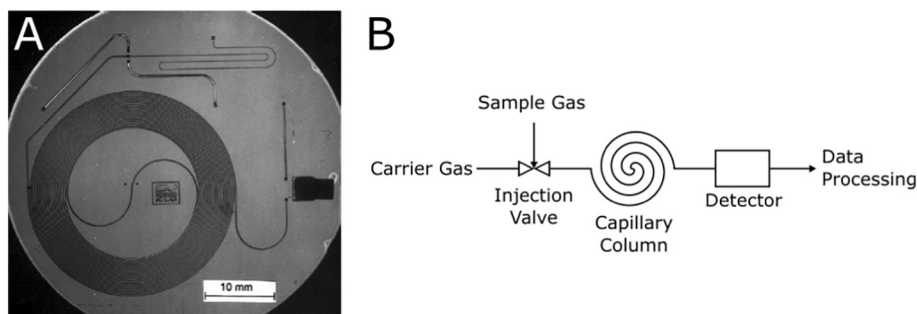 A
10 mm
B
Sample Gas
Carrier Gas
Injection
Valve
Capillary
Column
Detector
Data
Processing